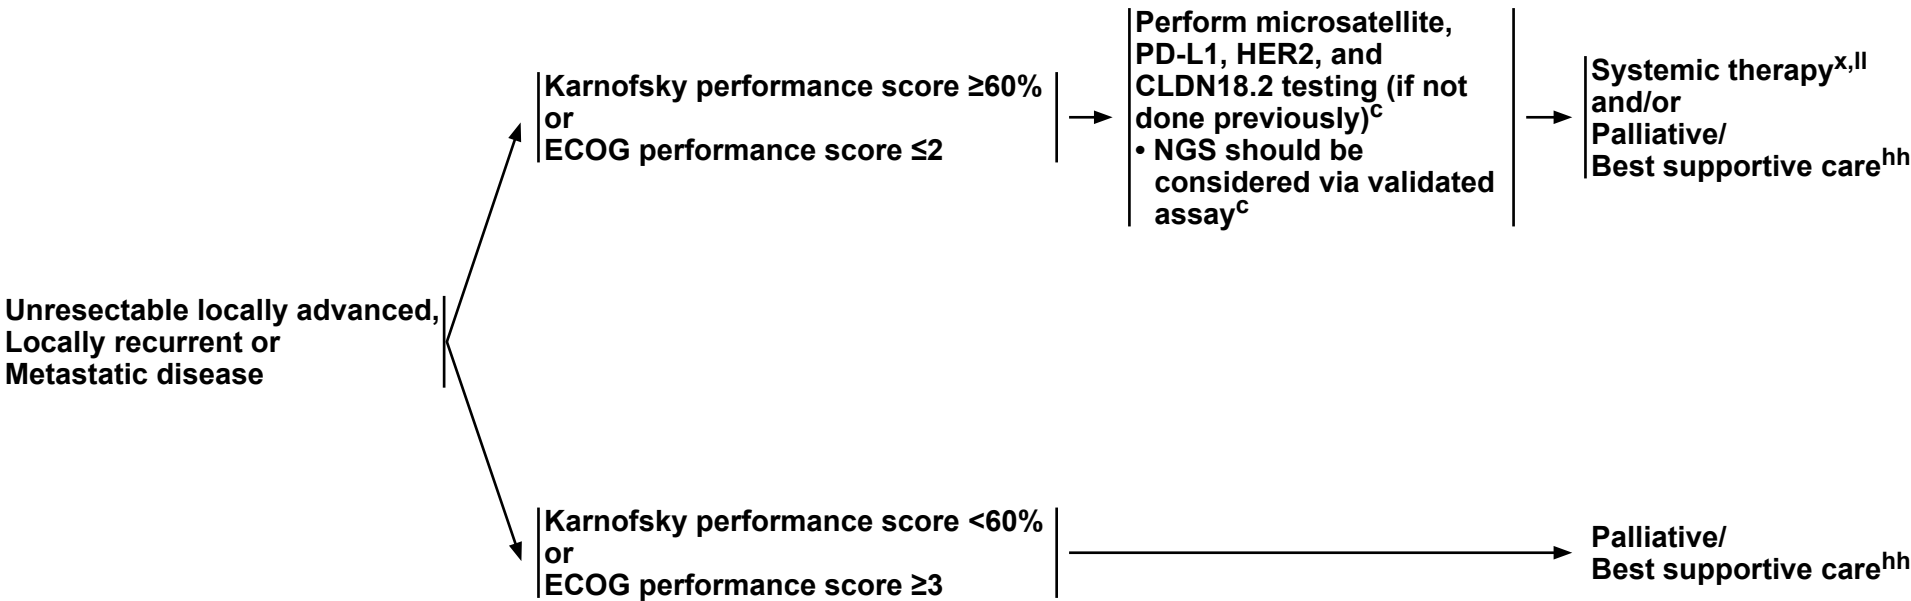 Unresectable locally advanced,
Locally recurrent or
Metastatic disease
Karnofsky performance score ≥60%
or
ECOG performance score ≤2
Perform microsatellite,
PD-L1, HER2, and
CLDN18.2 testing (if not
done previously)c
• NGS should be
considered via validated
assayc
Systemic therapyx,ll
and/or
Palliative/
Best supportive carehh
Karnofsky performance score <60%
or
ECOG performance score ≥3
Palliative/
Best supportive carehh